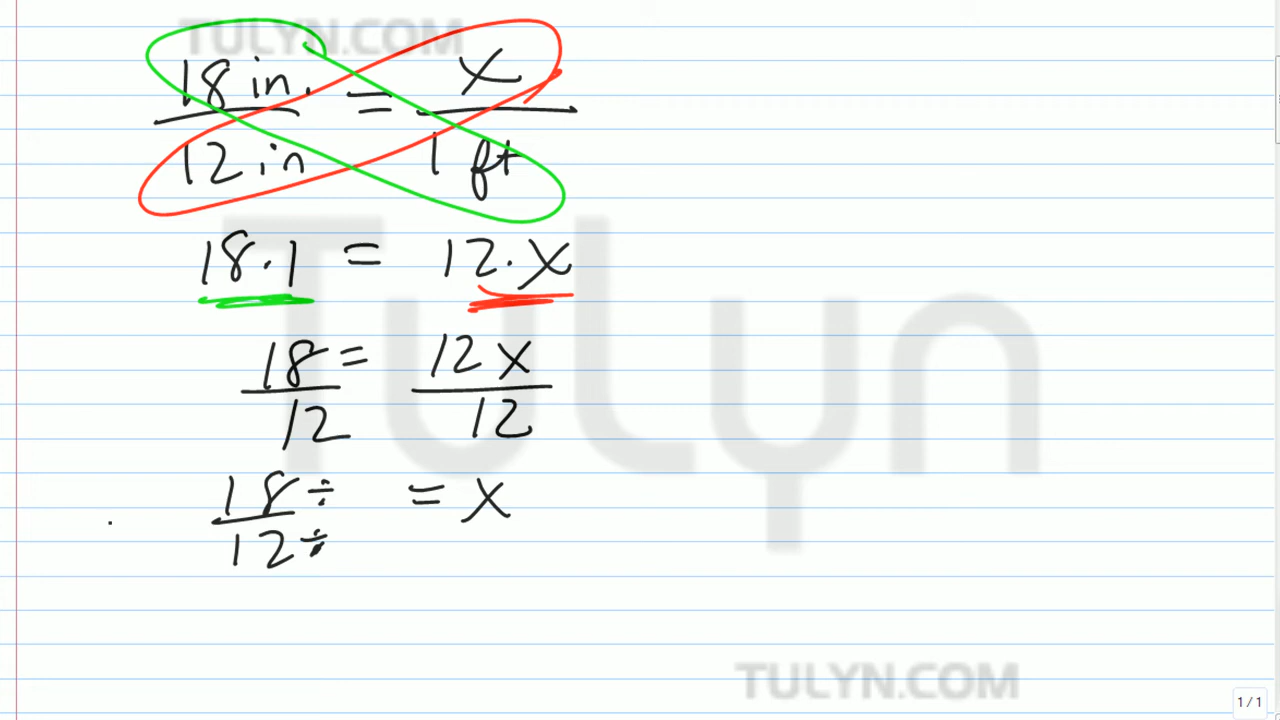 TULYN.COM
18 in. = x
12 in 1 ft
18 · 1 = 12 · x
18 = 12x
12 12
18 ÷ = x
12 ÷
Tulyn
TULYN.COM
1/1